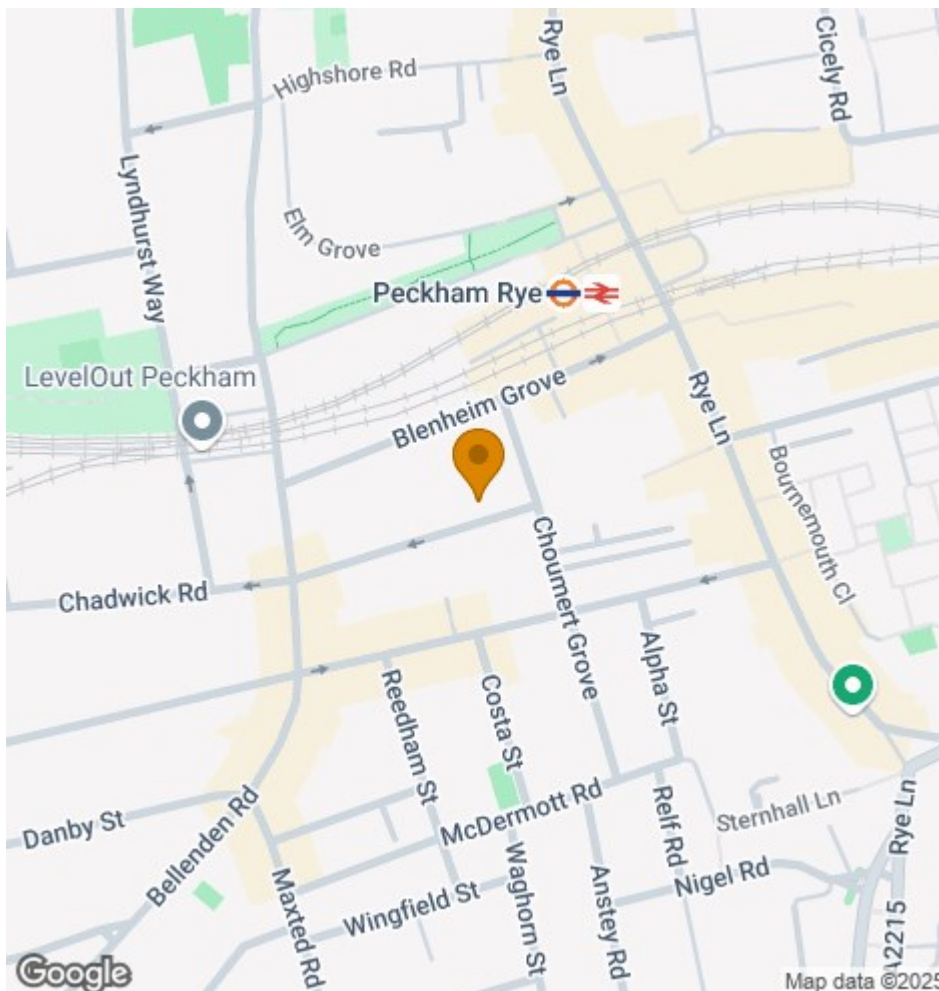 Rye Ln
Cicely Rd
Highshore Rd
Lyndhurst Way
Elm Grove
Peckham Rye
LevelOut Peckham
Blenheim Grove
Rye Ln
Bournemouth Cl
Chadwick Rd
Choumert Grove
Alpha St
Costa St
Reedham St
McDermott Rd
Relf Rd
Sternhall Ln
Rye Ln
Danby St
Bellenden Rd
Maxted Rd
Wingfield St
Waghorn St
Anstey Rd
Nigel Rd
A2215
Google
Map data ©2025